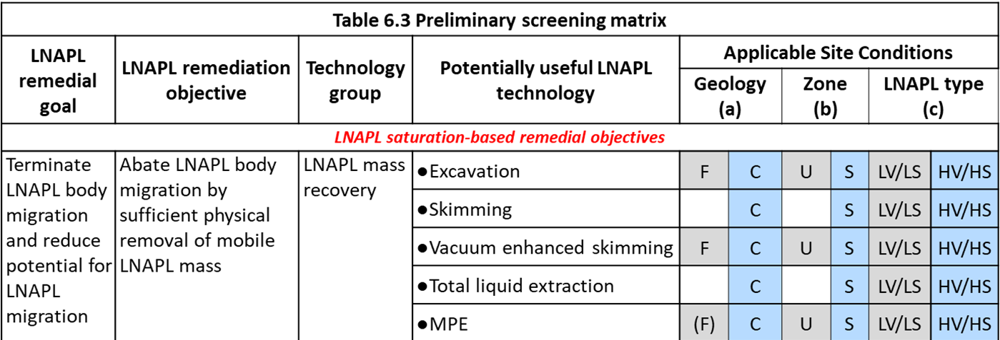 Table 6.3 Preliminary screening matrix
LNAPL
remedial
goal
LNAPL remediation
objective
Technology
group
Potentially useful LNAPL
technology
Applicable Site Conditions
Geology
(a)
Zone
(b)
LNAPL type
(c)
LNAPL saturation-based remedial objectives
Terminate
LNAPL body
migration
and reduce
potential for
LNAPL
migration
Abate LNAPL body
migration by
sufficient physical
removal of mobile
LNAPL mass
LNAPL mass
recovery
●Excavation F C U S LV/LS HV/HS
●Skimming C S LV/LS HV/HS
●Vacuum enhanced skimming F C U S LV/LS HV/HS
●Total liquid extraction C S LV/LS HV/HS
●MPE (F) C U S LV/LS HV/HS